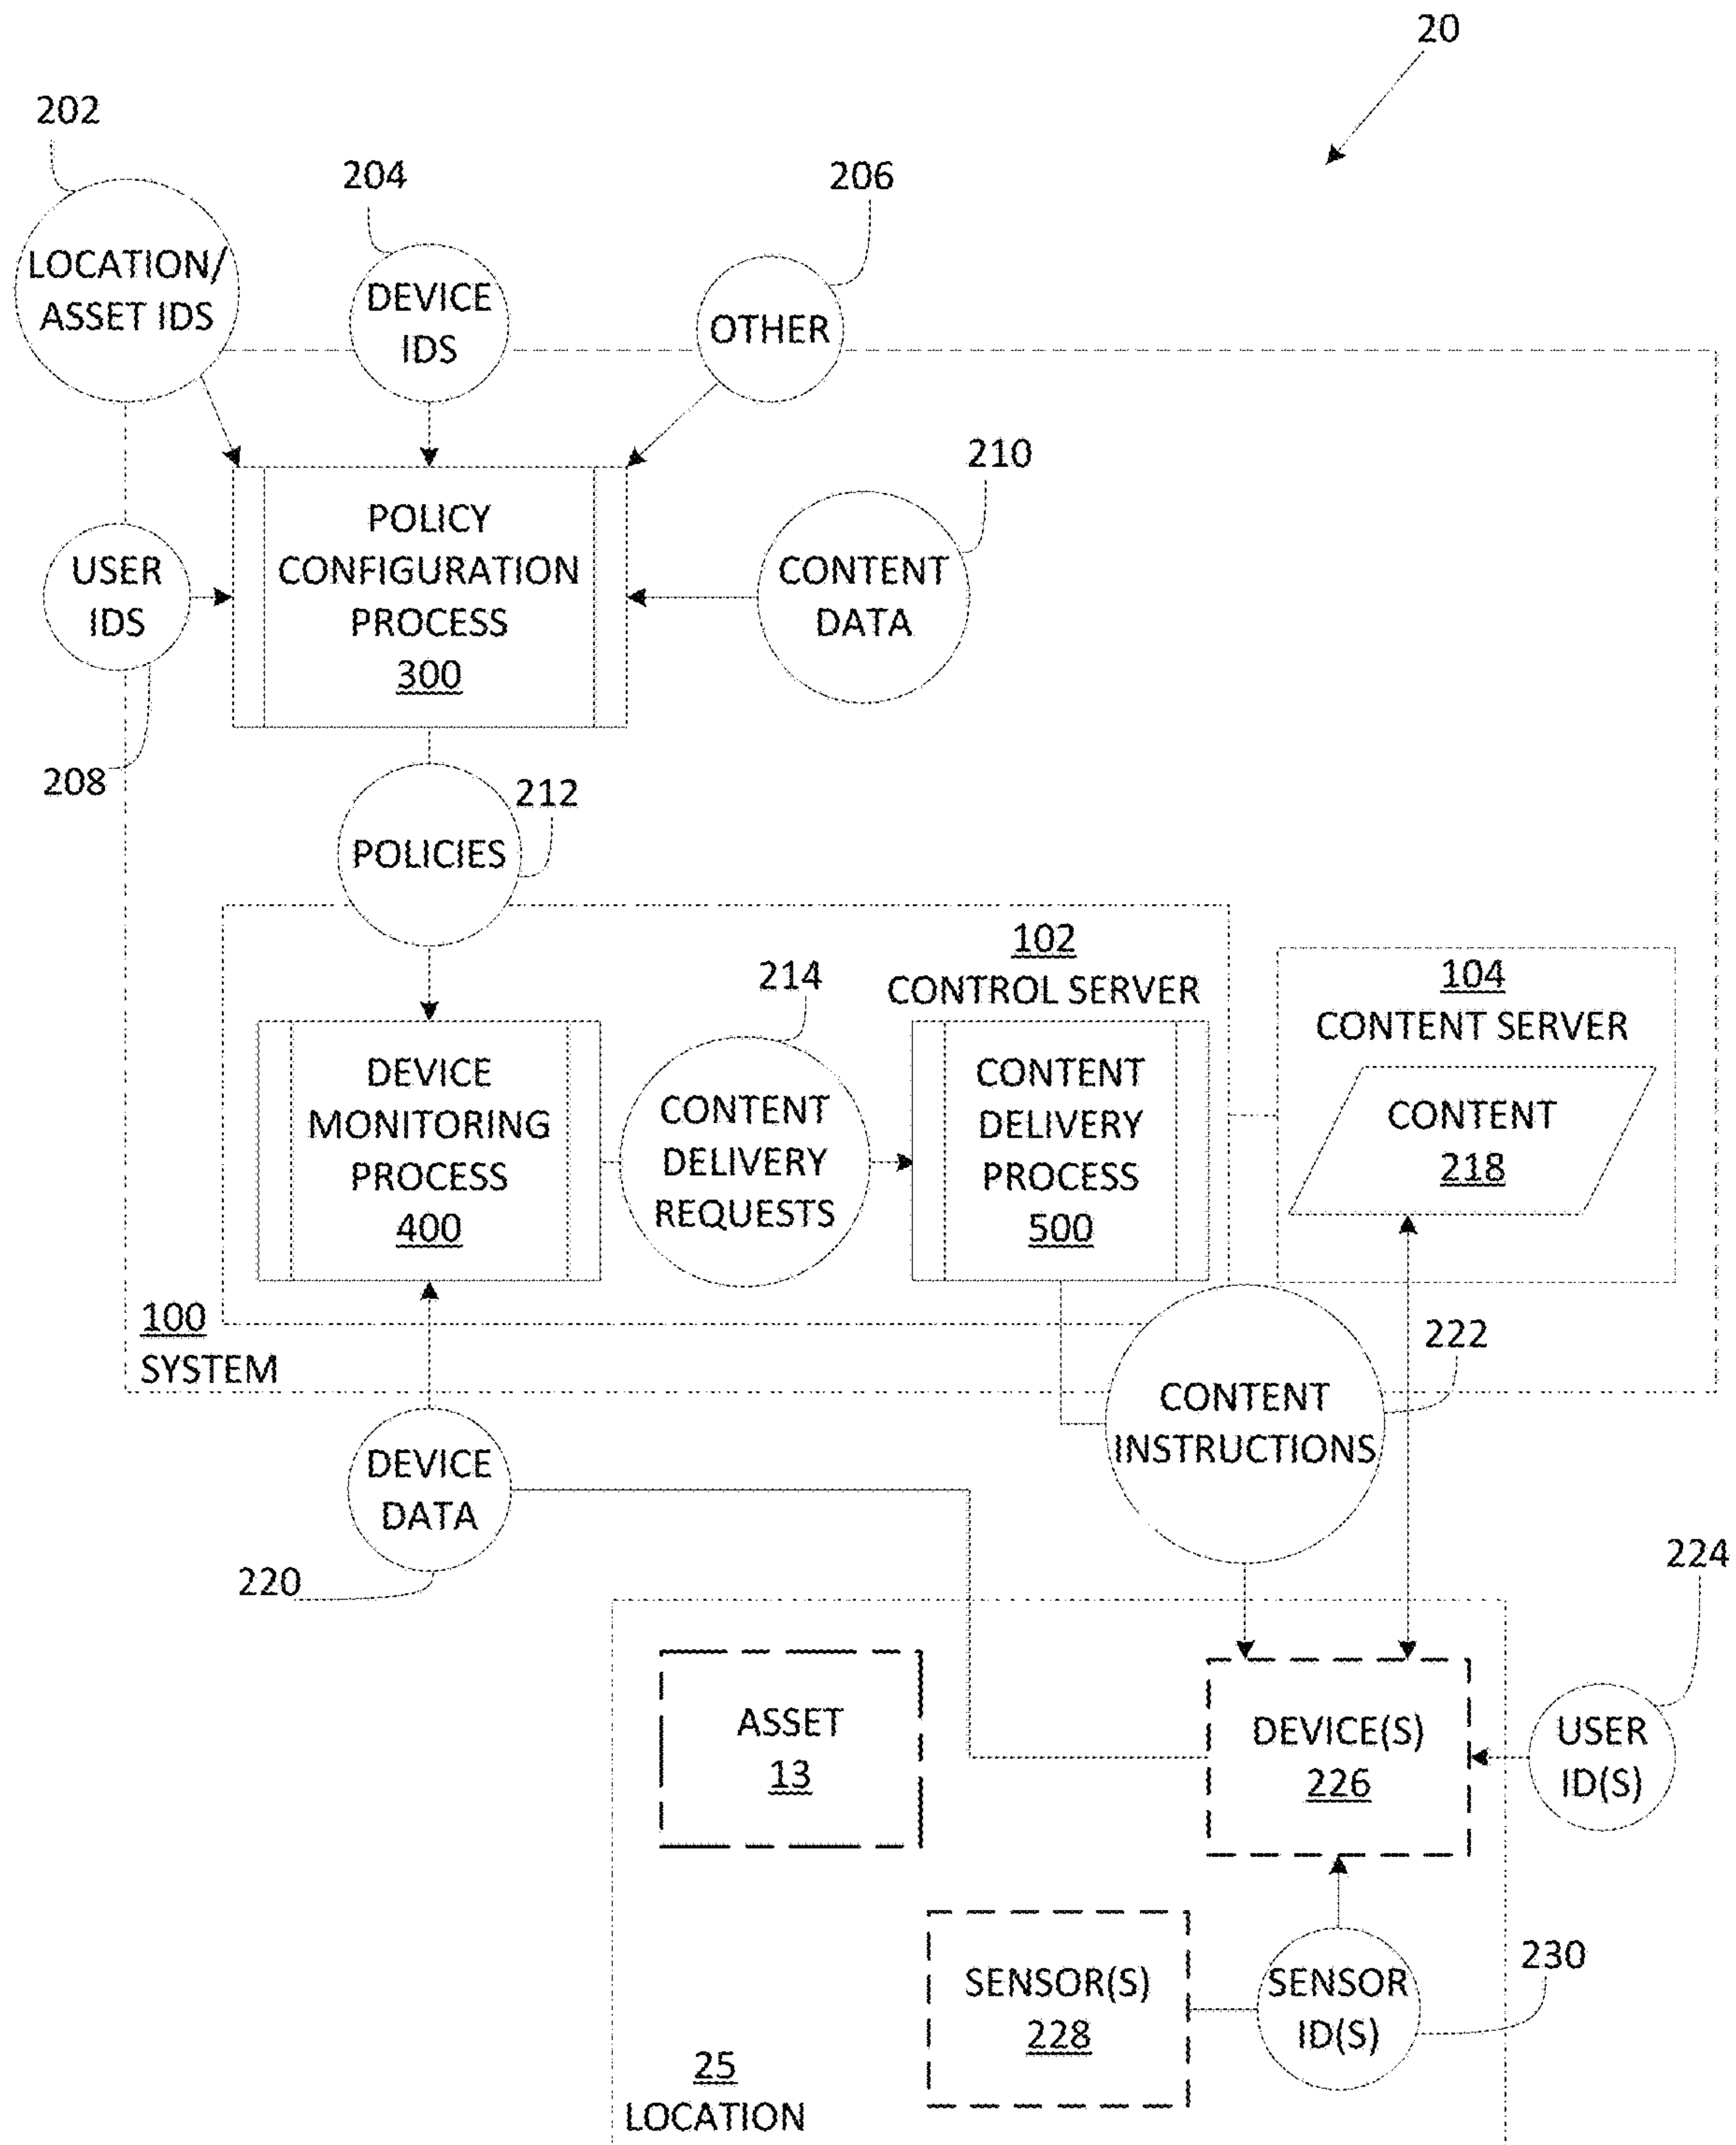 20
202
204
206
LOCATION/
ASSET IDS
DEVICE
IDS
OTHER
210
POLICY
CONFIGURATION
PROCESS
300
USER
IDS
CONTENT
DATA
208
212
POLICIES
102
CONTROL SERVER
104
CONTENT SERVER
214
DEVICE
MONITORING
PROCESS
400
CONTENT
DELIVERY
REQUESTS
CONTENT
DELIVERY
PROCESS
500
CONTENT
218
100
SYSTEM
222
CONTENT
INSTRUCTIONS
DEVICE
DATA
220
224
ASSET
13
DEVICE(S)
226
USER
ID(S)
SENSOR(S)
228
SENSOR
ID(S)
230
25
LOCATION